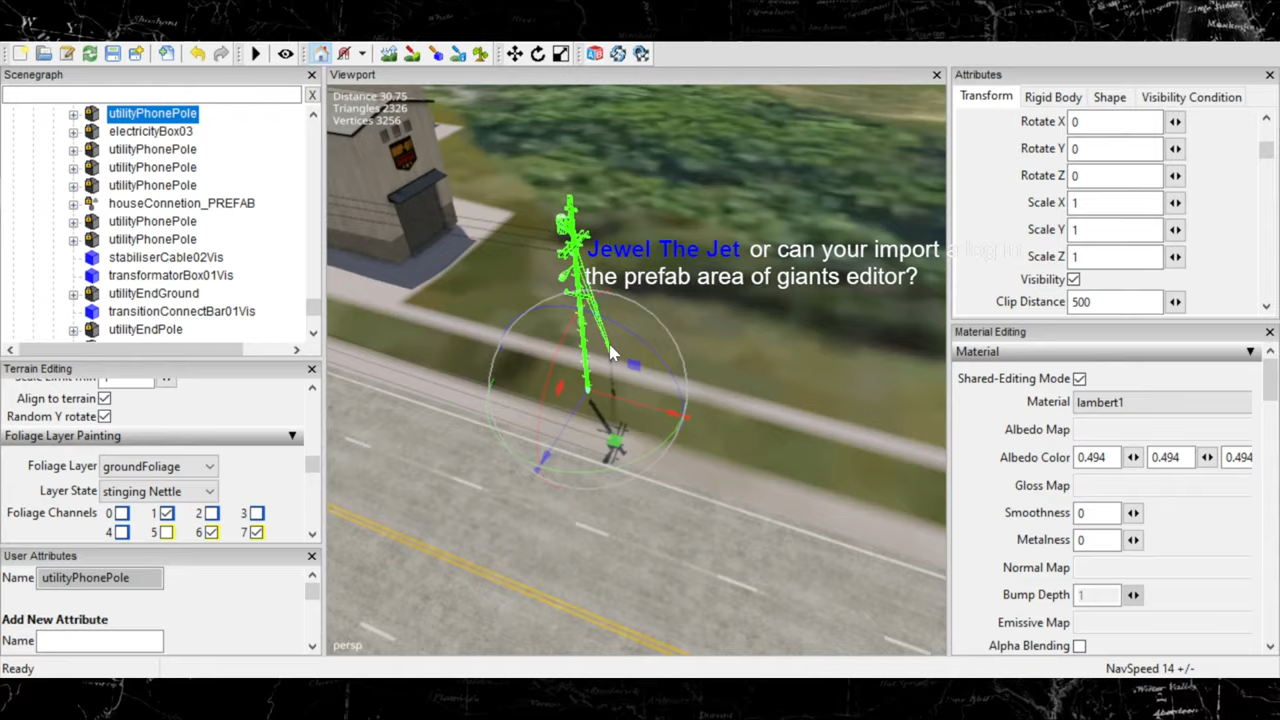 Scenegraph
X
utilityPhonePole
electricityBox03
utilityPhonePole
utilityPhonePole
utilityPhonePole
houseConnetion_PREFAB
utilityPhonePole
utilityPhonePole
stabiliserCable02Vis
transformatorBox01Vis
utilityEndGround
transitionConnectBar01Vis
utilityEndPole
Terrain Editing
Align to terrain
Random Y rotate
Foliage Layer Painting
Foliage Layer groundFoliage
Layer State stinging Nettle
Foliage Channels 0 1 2 3
4 5 6 7
User Attributes
Name utilityPhonePole
Add New Attribute
Name
Ready
Viewport
Distance 30.75
Triangles 2326
Vertices 3256
Jewel The Jet or can your import a log in
the prefab area of giants editor?
persp
Attributes
Transform Rigid Body Shape Visibility Condition
Rotate X 0
Rotate Y 0
Rotate Z 0
Scale X 1
Scale Y 1
Scale Z 1
Visibility
Clip Distance 500
Material Editing
Material
Shared-Editing Mode
Material lambert1
Albedo Map
Albedo Color 0.494 0.494 0.494
Gloss Map
Smoothness 0
Metalness 0
Normal Map
Bump Depth 1
Emissive Map
Alpha Blending
NavSpeed 14 +/-